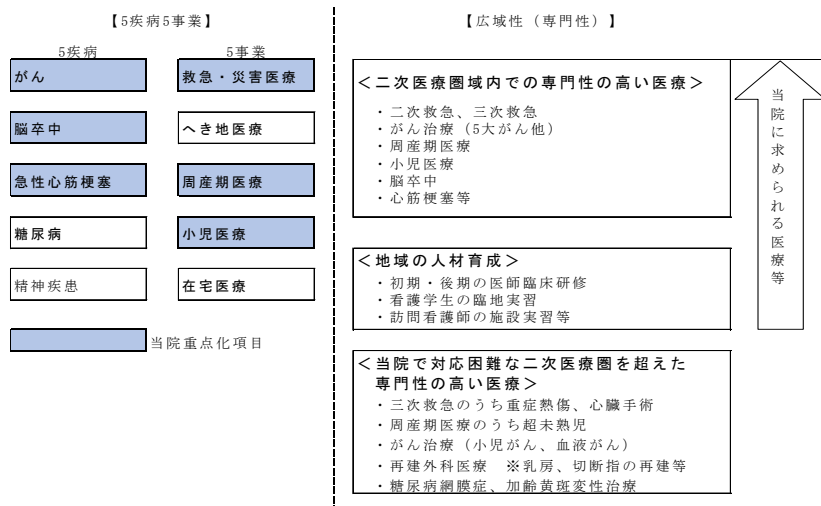 【5疾病5事業】
5疾病
5事業
がん
救急・災害医療
脳卒中
へき地医療
急性心筋梗塞
周産期医療
糖尿病
小児医療
精神疾患
在宅医療
当院重点化項目
【広域性（専門性）】
＜二次医療圏域内での専門性の高い医療＞
・二次救急、三次救急
・がん治療（5大がん他）
・周産期医療
・小児医療
・脳卒中
・心筋梗塞等
＜地域の人材育成＞
・初期・後期の医師臨床研修
・看護学生の臨地実習
・訪問看護師の施設実習等
＜当院で対応困難な二次医療圏を超えた
専門性の高い医療＞
・三次救急のうち重症熱傷、心臓手術
・周産期医療のうち超未熟児
・がん治療（小児がん、血液がん）
・再建外科医療　※乳房、切断指の再建等
・糖尿病網膜症、加齢黄斑変性治療
当院に求められる医療等